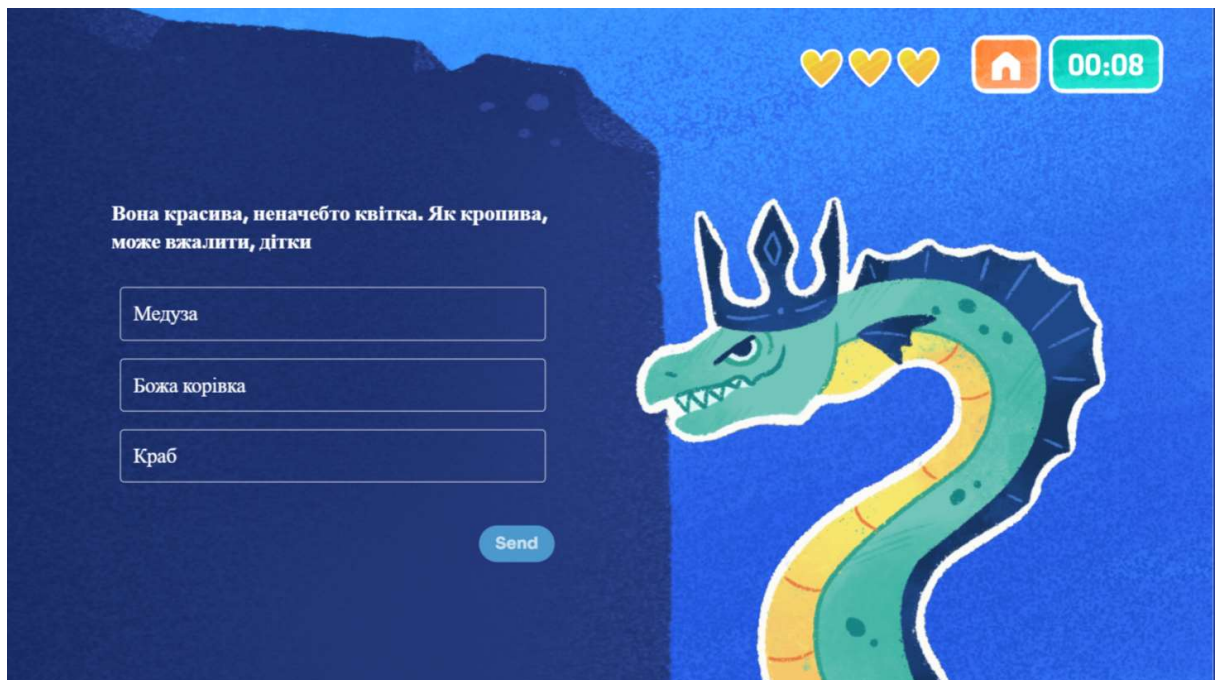 00:08
Вона красива, неначебто квітка. Як кропива,
може вжалити, дітки
Медуза
Божа корівка
Краб
Send